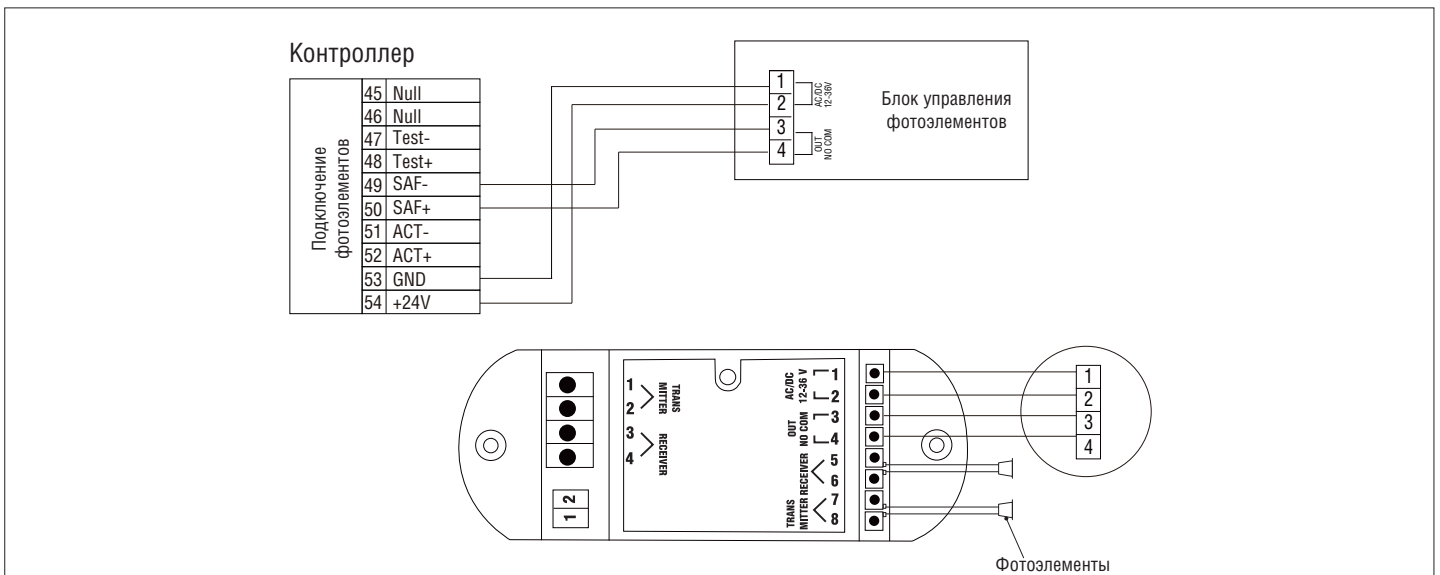 Контроллер
Подключение
фотоэлементов
45 Null
46 Null
47 Test-
48 Test+
49 SAF-
50 SAF+
51 ACT-
52 ACT+
53 GND
54 +24V
1
2
3
4
AC/DC
12-36V
OUT
NO COM
Блок управления
фотоэлементов
1
2
3
4
TRANS
MITTER
RECEIVER
1 2
AC/DC
12-36 V
OUT
NO COM
RECEIVER
TRANS
MITTER
1
2
3
4
5
6
7
8
1
2
3
4
Фотоэлементы